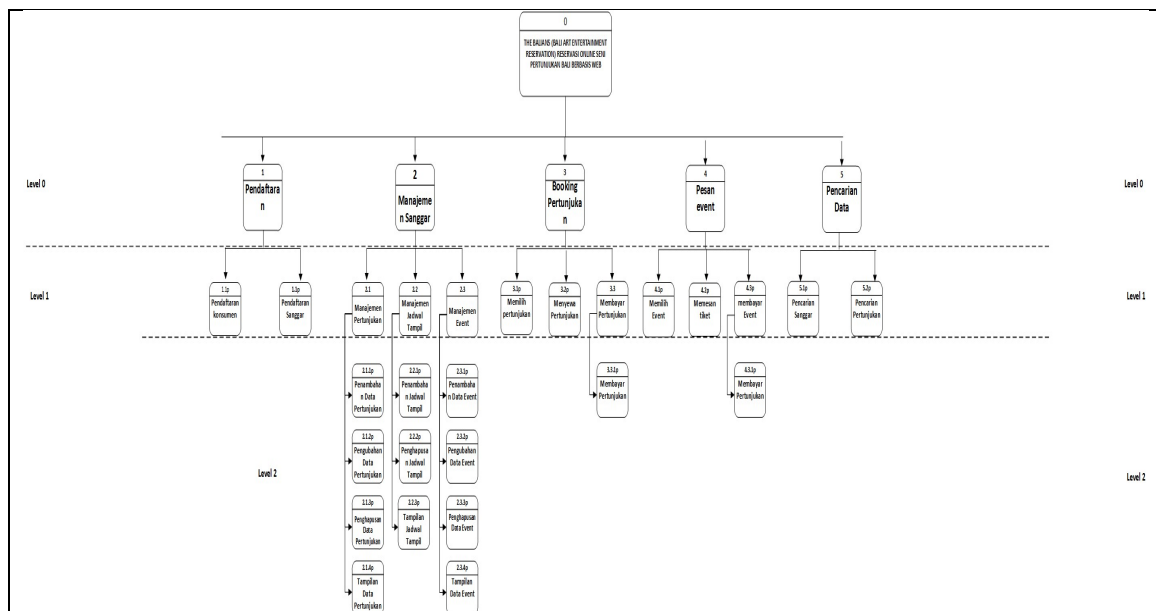 0
THE BALIANS (BALI ART ENTERTAINMENT
RESERVATION) RESERVASI ONLINE SENI
PERTUNJUKAN BALI BERBASIS WEB
Level 0
1
Pendaftara
n
2
Manajeme
n Sanggar
3
Booking
Pertunjuka
n
4
Pesan
event
5
Pencarian
Data
Level 0
Level 1
1.1p
Pendaftaran
konsumen
1.1p
Pendaftaran
Sanggar
2.1
Manajemen
Pertunjukan
2.2
Manajemen
Jadwal
Tampil
2.3
Manajemen
Event
3.1p
Memilih
pertunjukan
3.2p
Menyewa
Pertunjukan
3.3
Membayar
Pertunjukan
4.1p
Memilih
Event
4.2p
Memesan
tiket
4.3p
membayar
Event
5.1p
Pencarian
Sanggar
5.2p
Pencarian
Pertunjukan
Level 1
2.1.1p
Penambaha
n Data
Pertunjukan
2.2.1p
Penambaha
n Jadwal
Tampil
2.3.1p
Penambaha
n Data Event
3.3.1p
Membayar
Pertunjukan
4.3.1p
Membayar
Pertunjukan
Level 2
2.1.2p
Pengubahan
Data
Pertunjukan
2.2.2p
Penghapusa
n Jadwal
Tampil
2.3.2p
Pengubahan
Data Event
Level 2
2.1.3p
Penghapusan
Data
Pertunjukan
2.2.3p
Tampilan
Jadwal
Tampil
2.3.3p
Penghapusan
Data Event
2.1.4p
Tampilan
Data
Pertunjukan
2.3.4p
Tampilan
Data Event